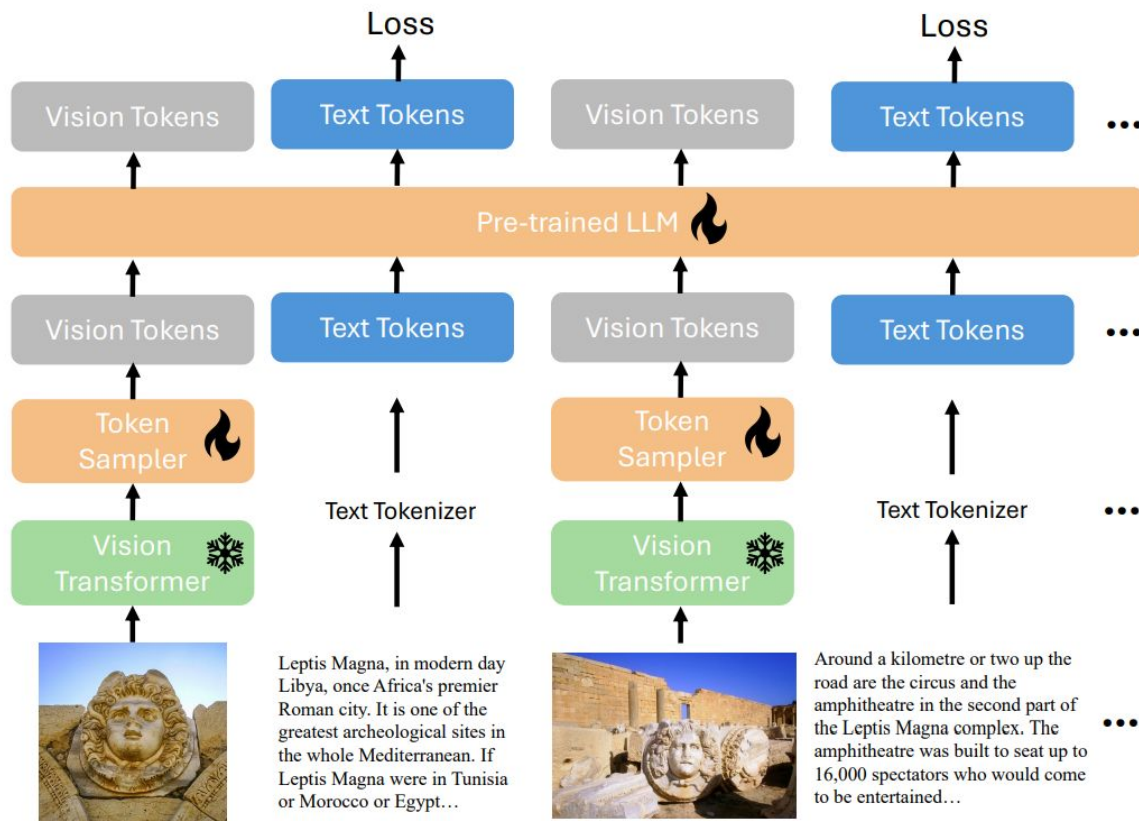 Loss
Loss
Vision Tokens
Text Tokens
Vision Tokens
Text Tokens
...
Pre-trained LLM
Vision Tokens
Text Tokens
Vision Tokens
Text Tokens
...
Token
Sampler
Token
Sampler
Text Tokenizer
Text Tokenizer
...
Vision
Transformer
Vision
Transformer
Leptis Magna, in modern day
Libya, once Africa's premier
Roman city. It is one of the
greatest archeological sites in
the whole Mediterranean. If
Leptis Magna were in Tunisia
or Morocco or Egypt…
Around a kilometre or two up the
road are the circus and the
amphitheatre in the second part of
the Leptis Magna complex. The
amphitheatre was built to seat up to
16,000 spectators who would come
to be entertained…
...